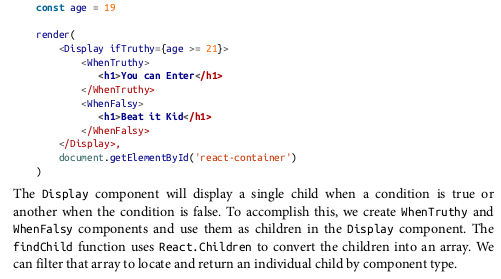 const age = 19
render(
<Display ifTruthy={age >= 21}>
<WhenTruthy>
<h1>You can Enter</h1>
</WhenTruthy>
<WhenFalsy>
<h1>Beat it Kid</h1>
</WhenFalsy>
</Display>,
document.getElementById('react-container')
)
The Display component will display a single child when a condition is true or
another when the condition is false. To accomplish this, we create WhenTruthy and
WhenFalsy components and use them as children in the Display component. The
findChild function uses React.Children to convert the children into an array. We
can filter that array to locate and return an individual child by component type.